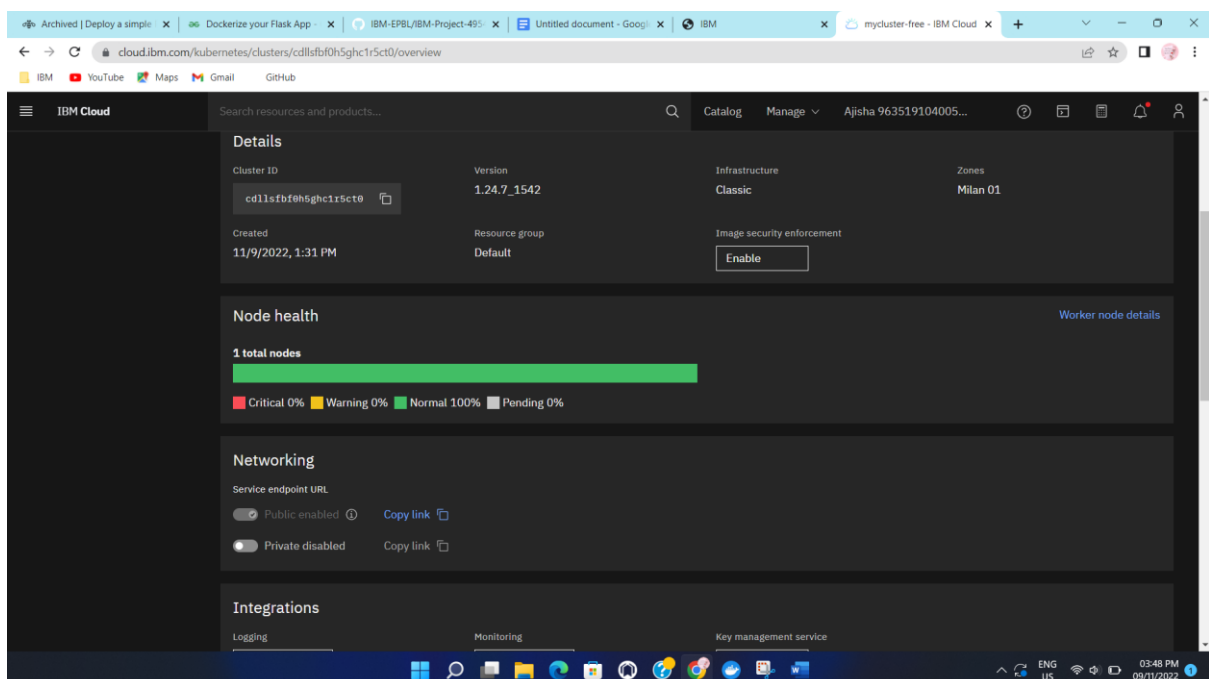 Archived | Deploy a simple
Dockerize your Flask App -
IBM-EPBL/IBM-Project-495
Untitled document - Googl
IBM
mycluster-free - IBM Cloud
cloud.ibm.com/kubernetes/clusters/cdllsfbf0h5ghc1r5ct0/overview
IBM YouTube Maps Gmail GitHub
IBM Cloud Search resources and products... Catalog Manage Ajisha 963519104005...
Details
Cluster ID Version Infrastructure Zones
cdllsfbf0h5ghc1r5ct0 1.24.7_1542 Classic Milan 01
Created Resource group Image security enforcement
11/9/2022, 1:31 PM Default Enable
Node health Worker node details
1 total nodes
Critical 0% Warning 0% Normal 100% Pending 0%
Networking
Service endpoint URL
Public enabled Copy link
Private disabled Copy link
Integrations
Logging Monitoring Key management service
ENG 03:48 PM
US 09/11/2022 1